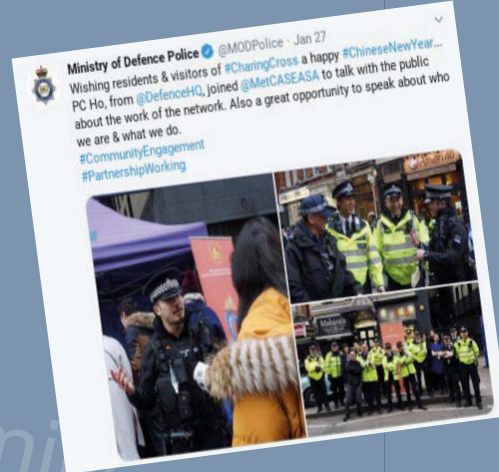 Ministry of Defence Police @MODPolice · Jan 27
Wishing residents & visitors of #CharingCross a happy #ChineseNewYear...
PC Ho, from @DefenceHQ, joined @MetCASEASA to talk with the public
about the work of the network. Also a great opportunity to speak about who
we are & what we do.
#CommunityEngagement
#PartnershipWorking